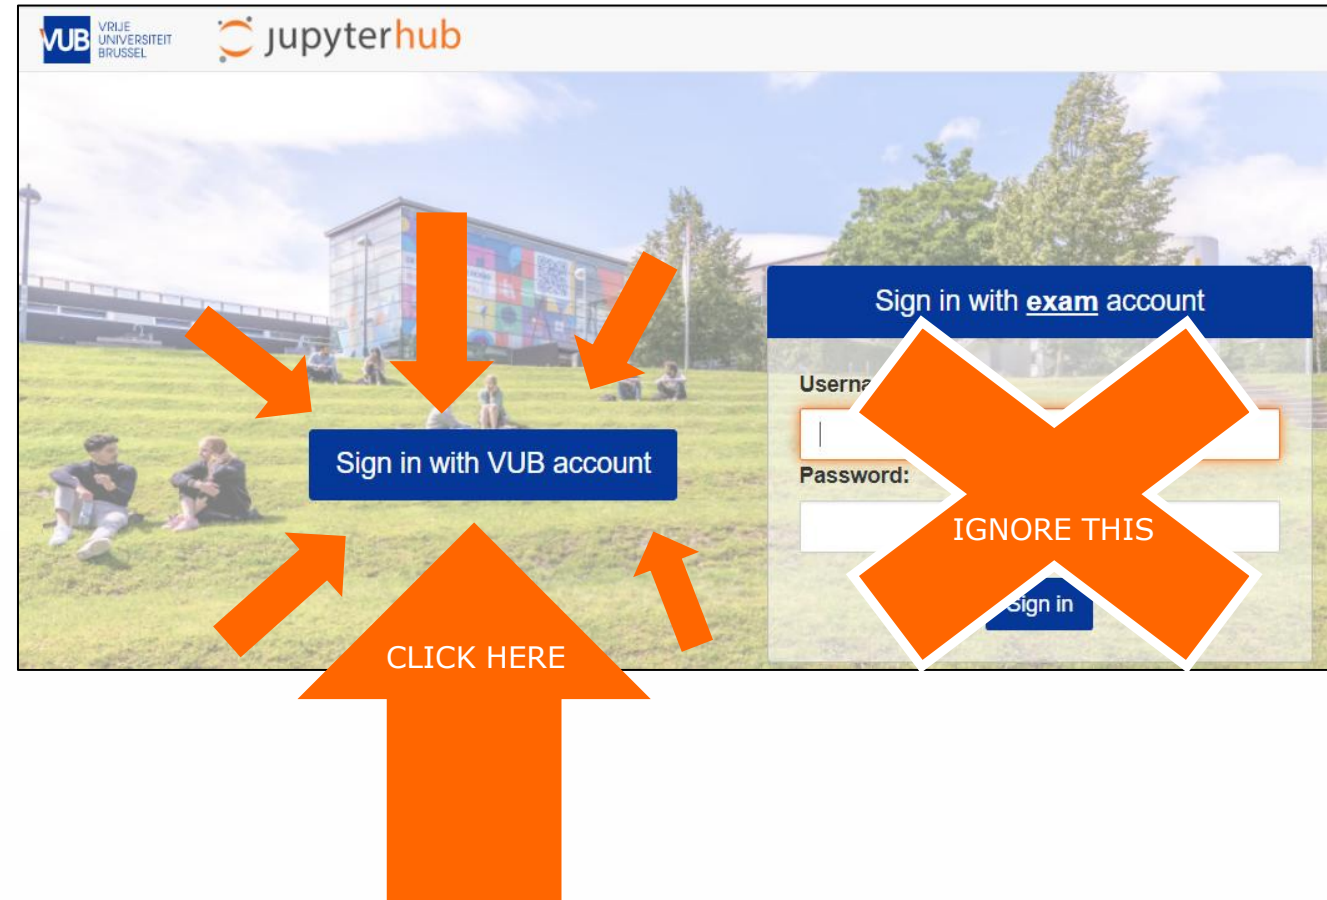 VUB
VRIJE
UNIVERSITEIT
BRUSSEL
jupyterhub
Sign in with exam account
Password:
Sign in with VUB account
IGNORE THIS
Sign in
CLICK HERE